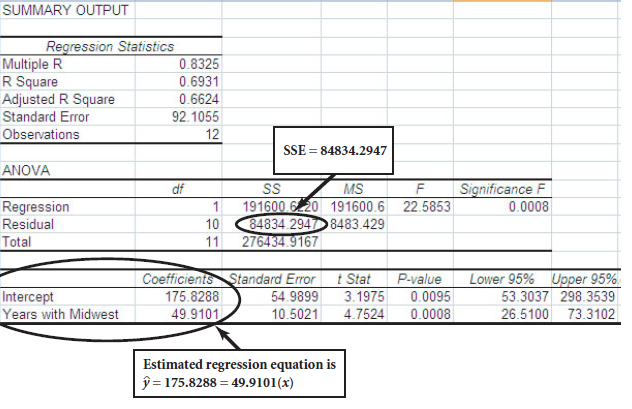 SUMMARY OUTPUT
Regression Statistics
Multiple R 0.8325
R Square 0.6931
Adjusted R Square 0.6624
Standard Error 92.1055
Observations 12
SSE = 84834.2947
ANOVA
df SS MS F Significance F
Regression 1 191600.6220 191600.6 22.5853 0.0008
Residual 10 84834.2947 8483.429
Total 11 276434.9167
Coefficients Standard Error t Stat P-value Lower 95% Upper 95%
Intercept 175.8288 54.9899 3.1975 0.0095 53.3037 298.3539
Years with Midwest 49.9101 10.5021 4.7524 0.0008 26.5100 73.3102
Estimated regression equation is
ŷ = 175.8288 = 49.9101(x)